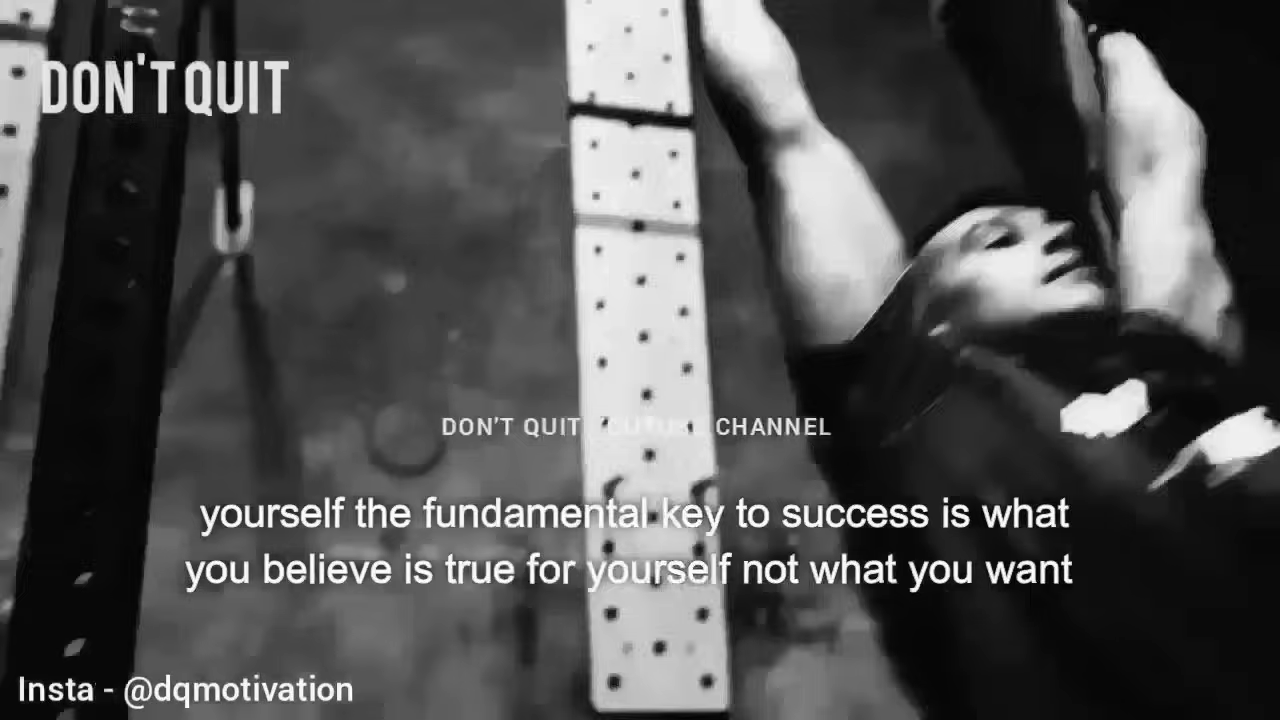 DON'T QUIT
DON'T QUIT CHANNEL
yourself the fundamental key to success is what
you believe is true for yourself not what you want
Insta - @dqmotivation